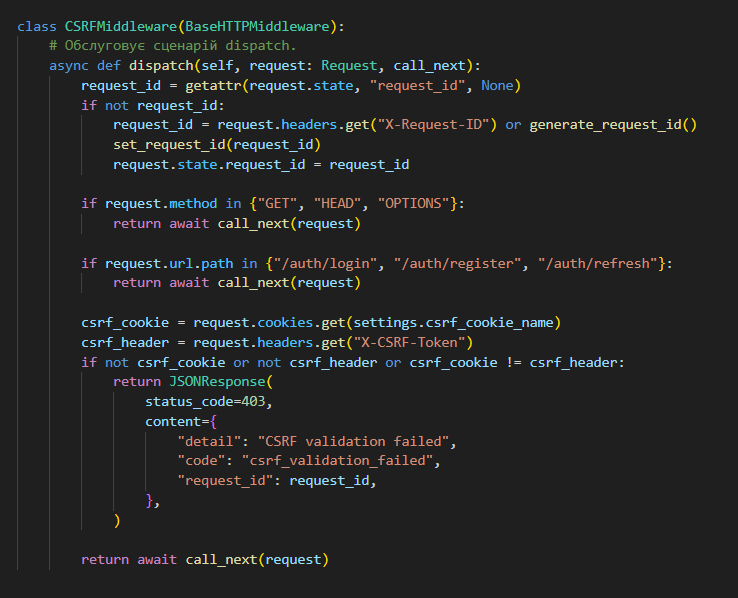 class CSRFMiddleware(BaseHTTPMiddleware):
    # Обслуговує сценарій dispatch.
    async def dispatch(self, request: Request, call_next):
        request_id = getattr(request.state, "request_id", None)
        if not request_id:
            request_id = request.headers.get("X-Request-ID") or generate_request_id()
            set_request_id(request_id)
            request.state.request_id = request_id

        if request.method in {"GET", "HEAD", "OPTIONS"}:
            return await call_next(request)

        if request.url.path in {"/auth/login", "/auth/register", "/auth/refresh"}:
            return await call_next(request)

        csrf_cookie = request.cookies.get(settings.csrf_cookie_name)
        csrf_header = request.headers.get("X-CSRF-Token")
        if not csrf_cookie or not csrf_header or csrf_cookie != csrf_header:
            return JSONResponse(
                status_code=403,
                content={
                    "detail": "CSRF validation failed",
                    "code": "csrf_validation_failed",
                    "request_id": request_id,
                },
            )

        return await call_next(request)